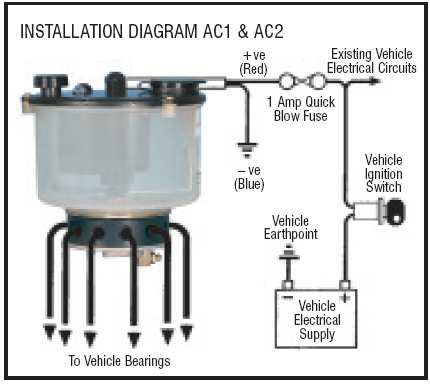 INSTALLATION DIAGRAM AC1 & AC2
+ve
(Red)
Existing Vehicle
Electrical Circuits
1 Amp Quick
Blow Fuse
– ve
(Blue)
Vehicle
Ignition
Switch
Vehicle
Earthpoint
– +
Vehicle
Electrical
Supply
To Vehicle Bearings